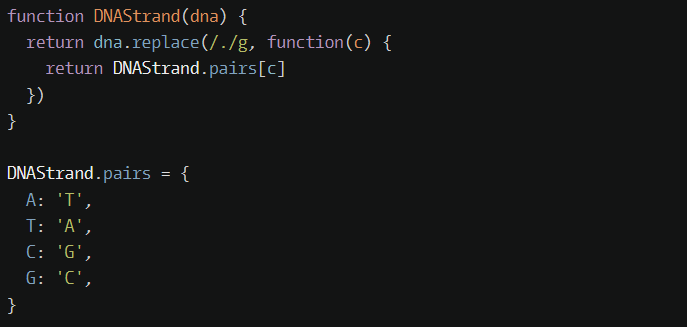 function DNAStrand(dna) {
  return dna.replace(/./g, function(c) {
    return DNAStrand.pairs[c]
  })
}

DNAStrand.pairs = {
  A: 'T',
  T: 'A',
  C: 'G',
  G: 'C',
}